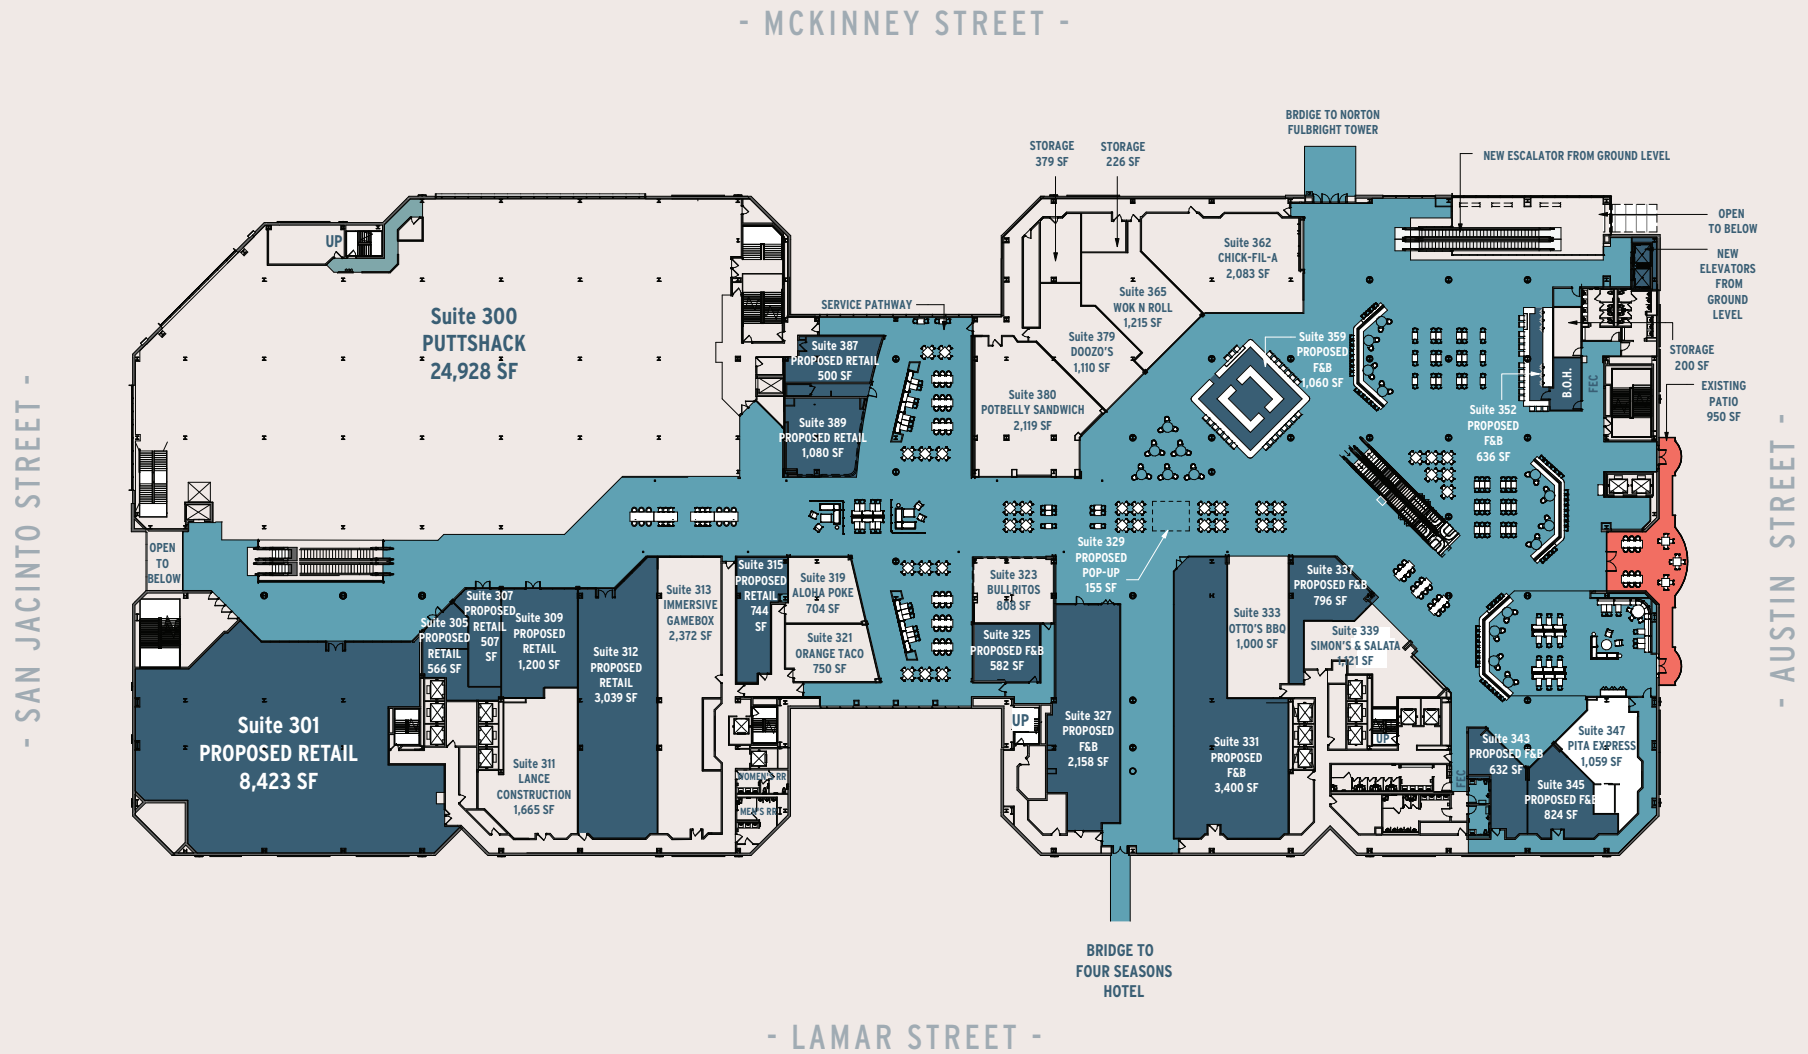 - MCKINNEY STREET -
BRDIGE TO NORTON
FULBRIGHT TOWER
STORAGE
379 SF
STORAGE
226 SF
NEW ESCALATOR FROM GROUND LEVEL
OPEN
TO BELOW
NEW
ELEVATORS
FROM
GROUND
LEVEL
STORAGE
200 SF
EXISTING
PATIO
950 SF
- AUSTIN STREET -
- SAN JACINTO STREET -
UP
Suite 300
PUTTSHACK
24,928 SF
SERVICE PATHWAY
Suite 387
PROPOSED RETAIL
500 SF
Suite 389
PROPOSED RETAIL
1,080 SF
Suite 362
CHICK-FIL-A
2,083 SF
Suite 365
WOK N ROLL
1,215 SF
Suite 379
DOOZO'S
1,110 SF
Suite 380
POTBELLY SANDWICH
2,119 SF
Suite 359
PROPOSED
F&B
1,060 SF
Suite 352
PROPOSED
F&B
636 SF
B.O.H.
FEC
OPEN
TO
BELOW
Suite 329
PROPOSED
POP-UP
155 SF
Suite 301
PROPOSED RETAIL
8,423 SF
Suite 305
PROPOSED
RETAIL
566 SF
Suite 307
PROPOSED
RETAIL
507
SF
Suite 309
PROPOSED
RETAIL
1,200 SF
Suite 311
LANCE
CONSTRUCTION
1,665 SF
Suite 312
PROPOSED
RETAIL
3,039 SF
Suite 313
IMMERSIVE
GAMEBOX
2,372 SF
Suite 315
PROPOSED
RETAIL
744
SF
Suite 319
ALOHA POKE
704 SF
Suite 321
ORANGE TACO
750 SF
WOMEN'S RR
MEN'S RR
Suite 323
BULLRITOS
808 SF
Suite 325
PROPOSED F&B
582 SF
UP
Suite 327
PROPOSED
F&B
2,158 SF
Suite 331
PROPOSED
F&B
3,400 SF
Suite 333
OTTO'S BBQ
1,000 SF
Suite 337
PROPOSED F&B
796 SF
Suite 339
SIMON'S & SALATA
1,121 SF
UP
FEC
Suite 343
PROPOSED F&B
632 SF
Suite 345
PROPOSED F&B
824 SF
Suite 347
PITA EXPRESS
1,059 SF
BRIDGE TO
FOUR SEASONS
HOTEL
- LAMAR STREET -